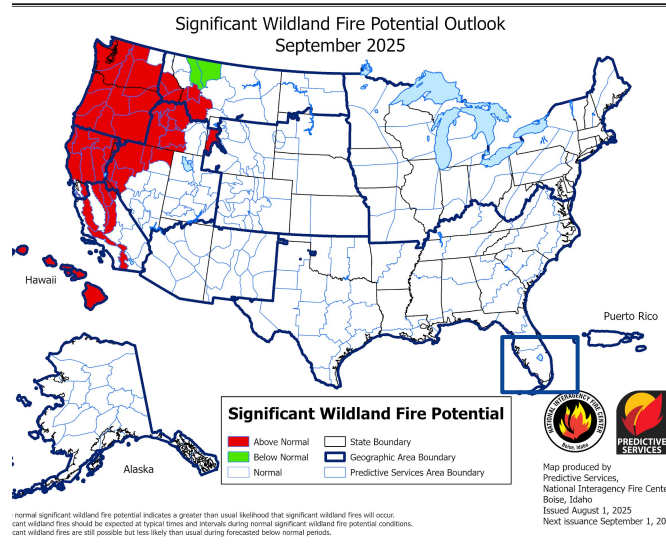 Significant Wildland Fire Potential Outlook
September 2025
Hawaii
Puerto Rico
Alaska
Significant Wildland Fire Potential
Above Normal
State Boundary
Below Normal
Geographic Area Boundary
Normal
Predictive Services Area Boundary
NATIONAL INTERAGENCY FIRE CENTER
Boise, Idaho
PREDICTIVE
SERVICES
Map produced by
Predictive Services,
National Interagency Fire Cente
Boise, Idaho
Issued August 1, 2025
Next issuance September 1, 20
normal significant wildland fire potential indicates a greater than usual likelihood that significant wildland fires will occur.
cant wildland fires should be expected at typical times and intervals during normal significant wildland fire potential conditions.
cant wildland fires are still possible but less likely than usual during forecasted below normal periods.